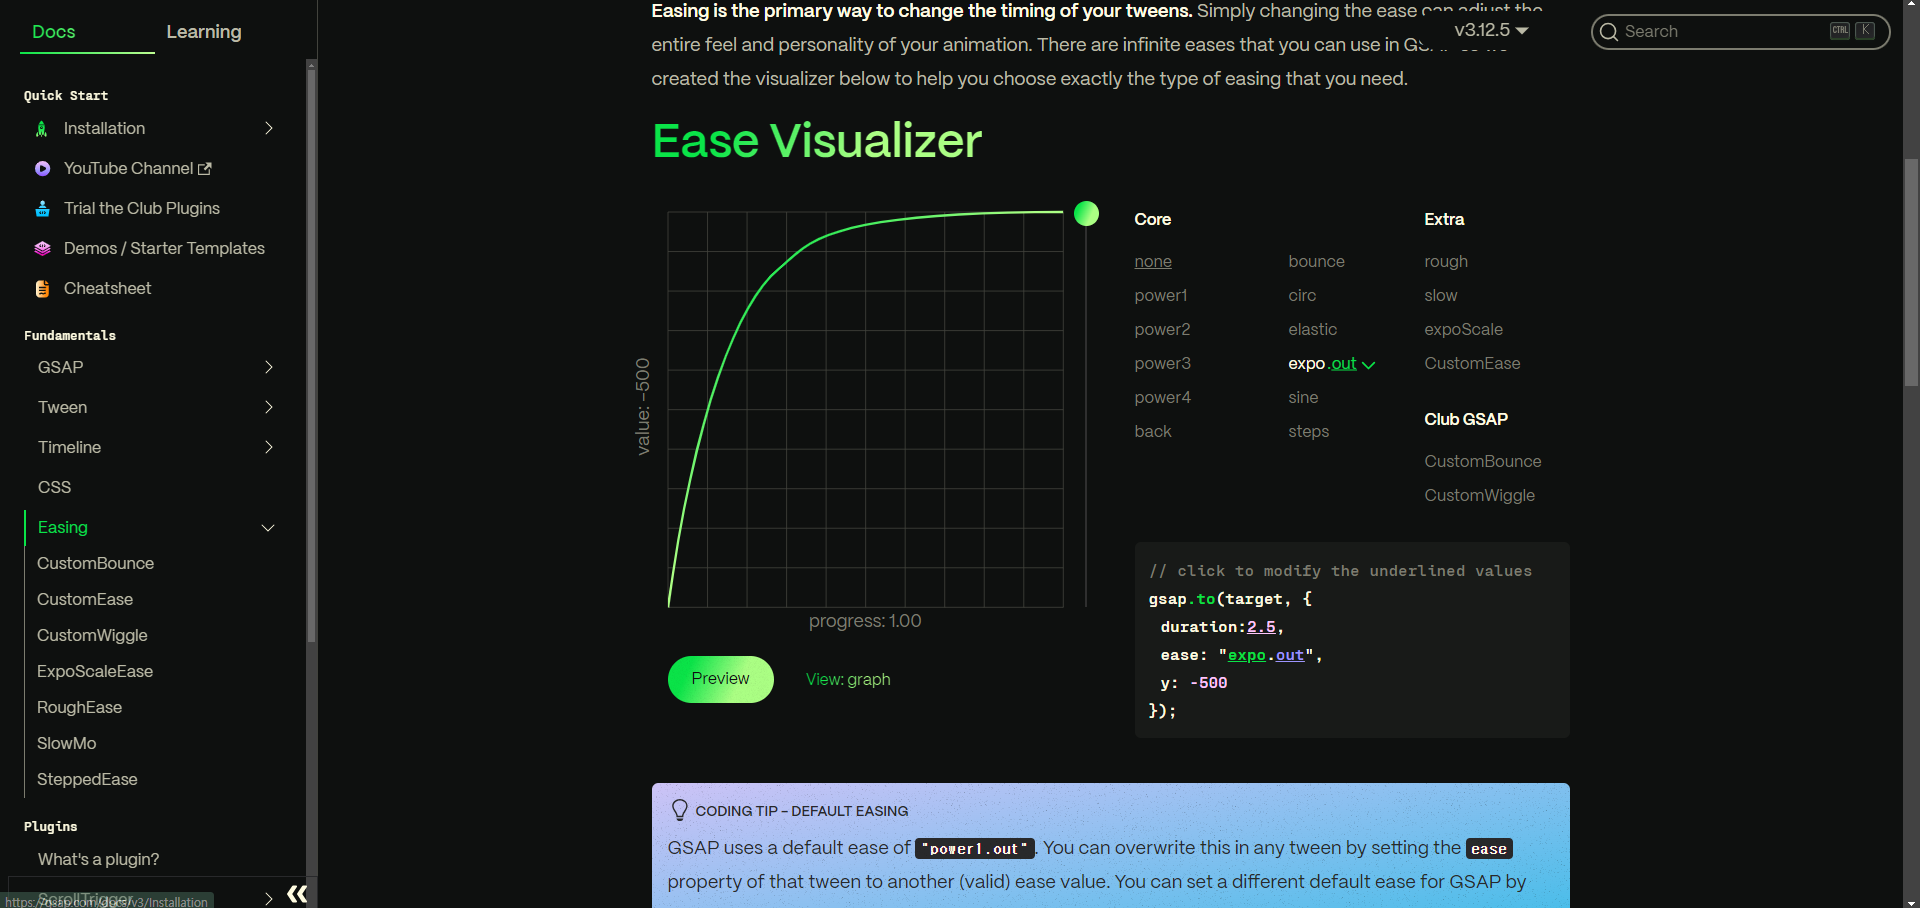 Docs
Learning
Quick Start
Installation
YouTube Channel
Trial the Club Plugins
Demos / Starter Templates
Cheatsheet
Fundamentals
GSAP
Tween
Timeline
CSS
Easing
CustomBounce
CustomEase
CustomWiggle
ExpoScaleEase
RoughEase
SlowMo
SteppedEase
Plugins
What's a plugin?
ScrollTrigger
https://gsap.com/docs/v3/Installation
v3.12.5
Search
CTRL K
Easing is the primary way to change the timing of your tweens. Simply changing the ease can adjust the
entire feel and personality of your animation. There are infinite eases that you can use in GSAP so we
created the visualizer below to help you choose exactly the type of easing that you need.
Ease Visualizer
value: -500
progress: 1.00
Preview
View: graph
Core
none
power1
power2
power3
power4
back
bounce
circ
elastic
expo.out
sine
steps
Extra
rough
slow
expoScale
CustomEase
Club GSAP
CustomBounce
CustomWiggle
// click to modify the underlined values
gsap.to(target, {
duration:2.5,
ease: "expo.out",
y: -500
});
CODING TIP - DEFAULT EASING
GSAP uses a default ease of "power1.out". You can overwrite this in any tween by setting the ease
property of that tween to another (valid) ease value. You can set a different default ease for GSAP by